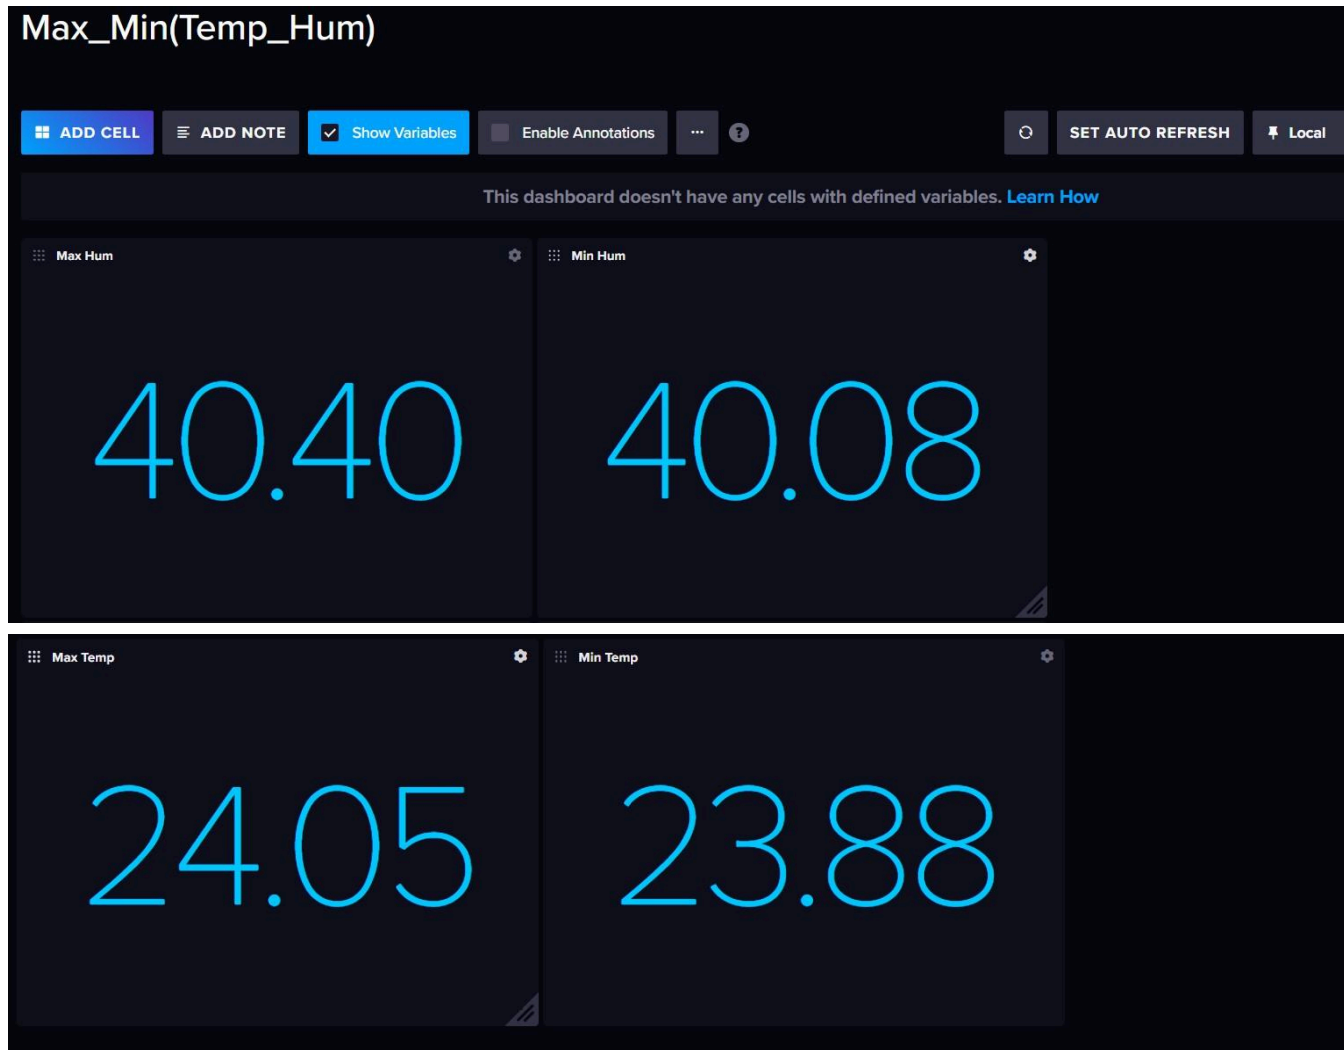 Max_Min(Temp_Hum)
ADD CELL ADD NOTE Show Variables Enable Annotations ... ? SET AUTO REFRESH Local
This dashboard doesn't have any cells with defined variables. Learn How
Max Hum Min Hum
40.40 40.08
Max Temp Min Temp
24.05 23.88